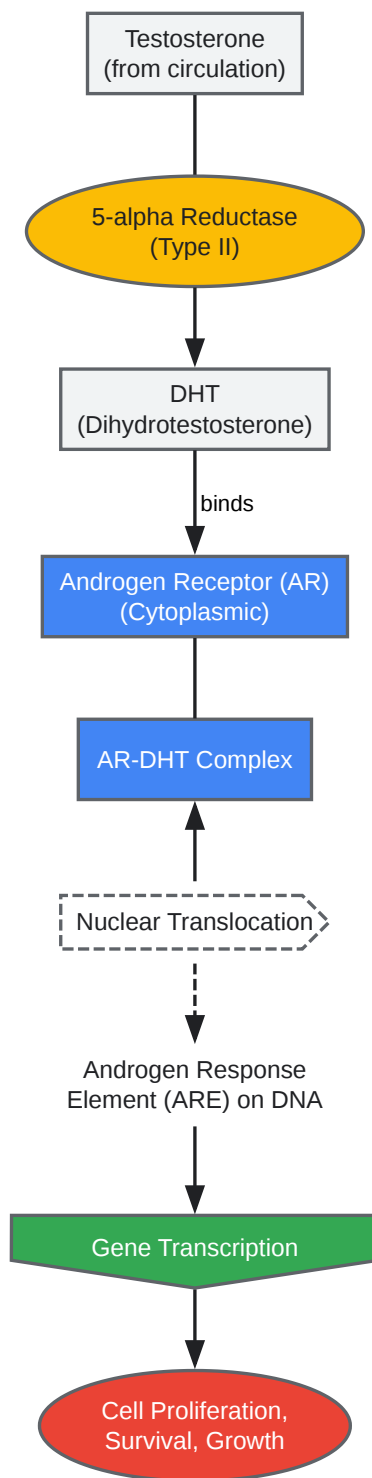 Testosterone
(from circulation)
5-alpha Reductase
(Type II)
DHT
(Dihydrotestosterone)
binds
Androgen Receptor (AR)
(Cytoplasmic)
AR-DHT Complex
Nuclear Translocation
Androgen Response
Element (ARE) on DNA
Gene Transcription
Cell Proliferation,
Survival, Growth